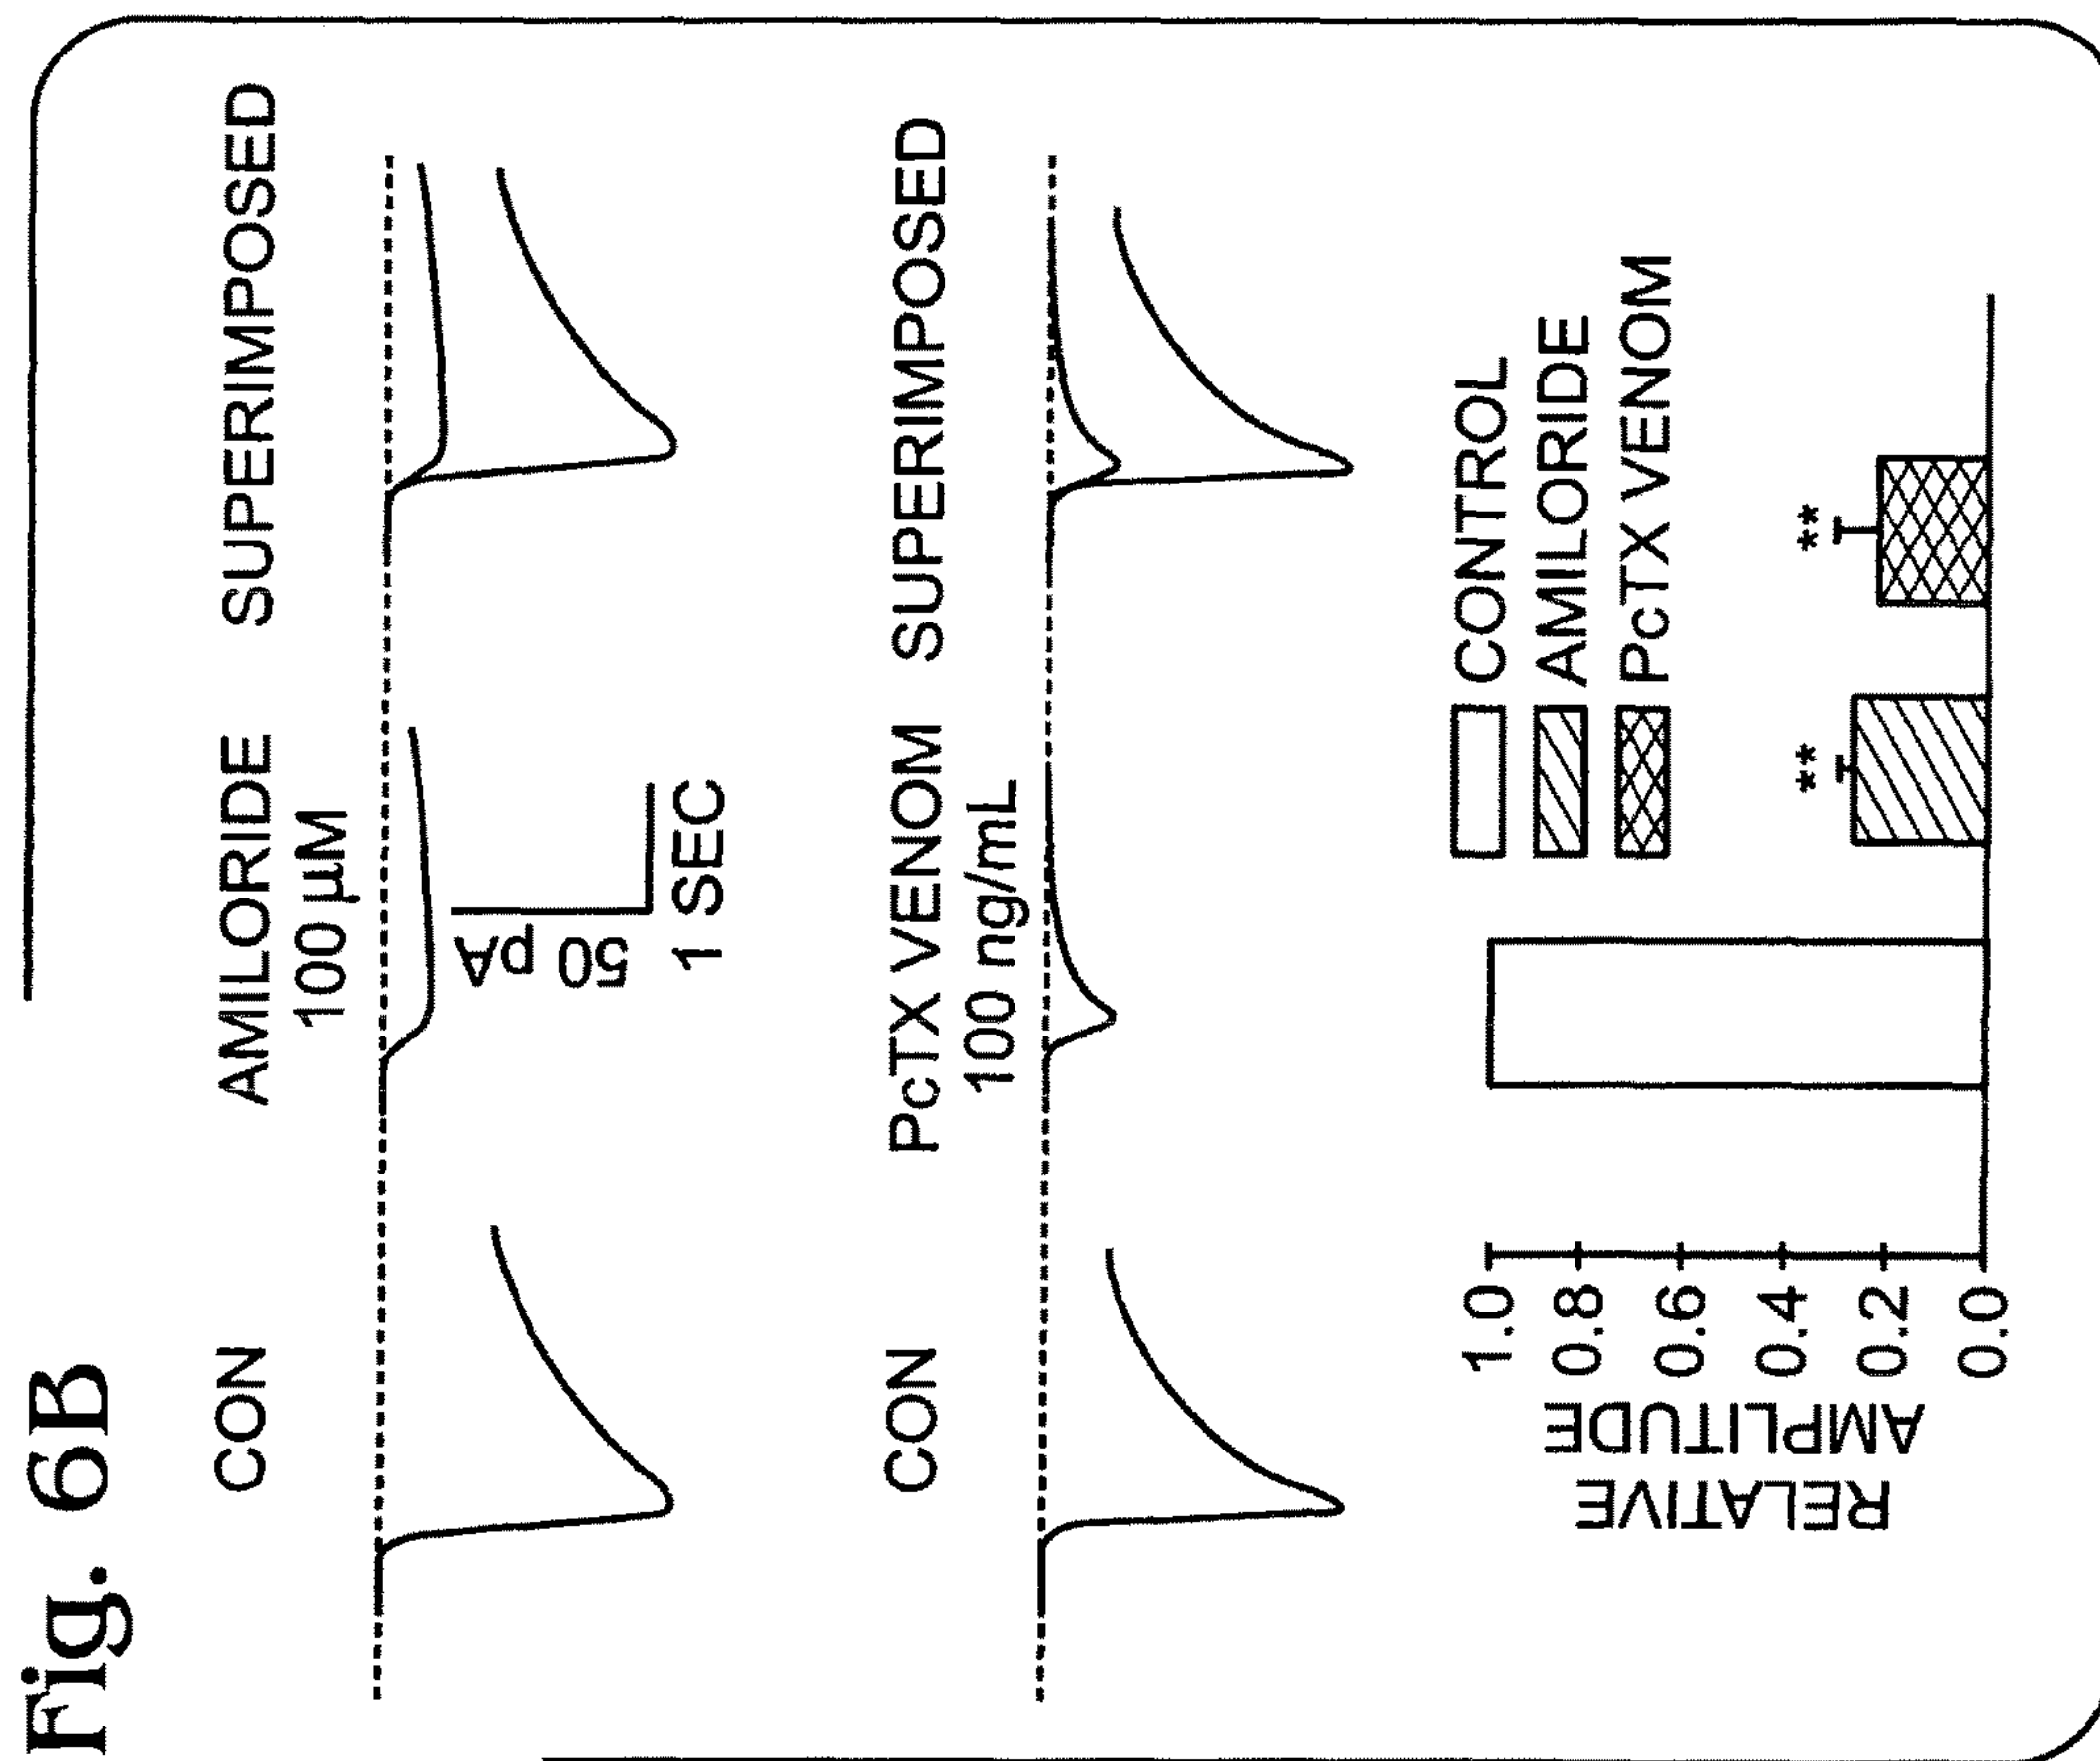 Fig. 6B
CON
AMILORIDE
100 µM
SUPERIMPOSED
50 pA
1 SEC
CON
PcTX VENOM
100 ng/mL
SUPERIMPOSED
CONTROL
AMILORIDE
PcTX VENOM
RELATIVE
AMPLITUDE
1.0
0.8
0.6
0.4
0.2
0.0
**
**